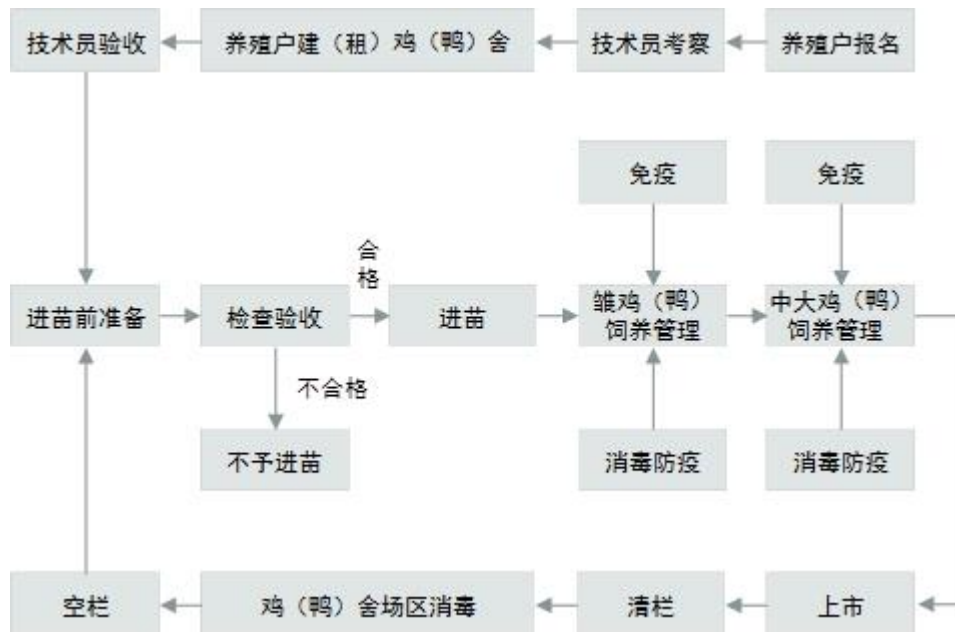 技术员验收
养殖户建（租）鸡（鸭）舍
技术员考察
养殖户报名
免疫
免疫
合
格
进苗前准备
检查验收
进苗
雏鸡（鸭）
饲养管理
中大鸡（鸭）
饲养管理
不合格
不予进苗
消毒防疫
消毒防疫
空栏
鸡（鸭）舍场区消毒
清栏
上市